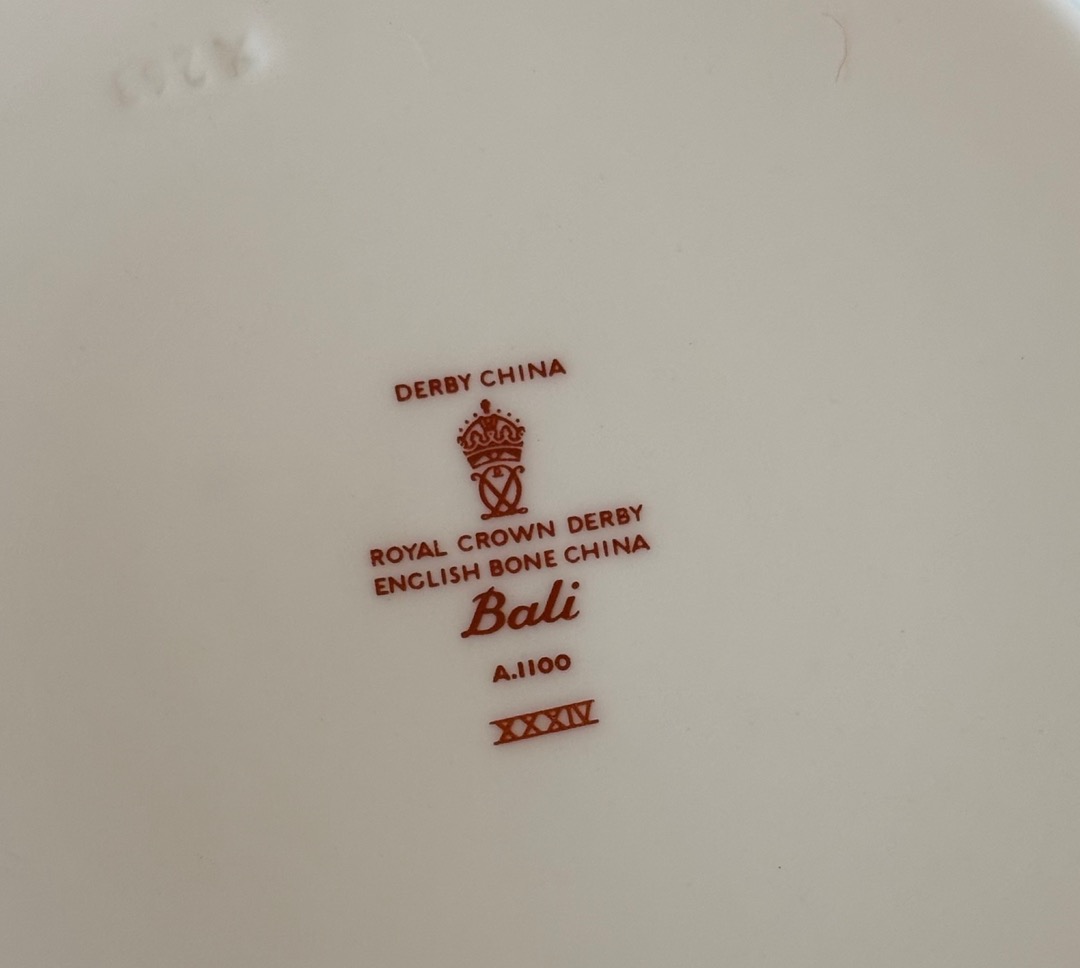 DERBY CHINA
ROYAL CROWN DERBY
ENGLISH BONE CHINA
Bali
A.1100
XXXIV